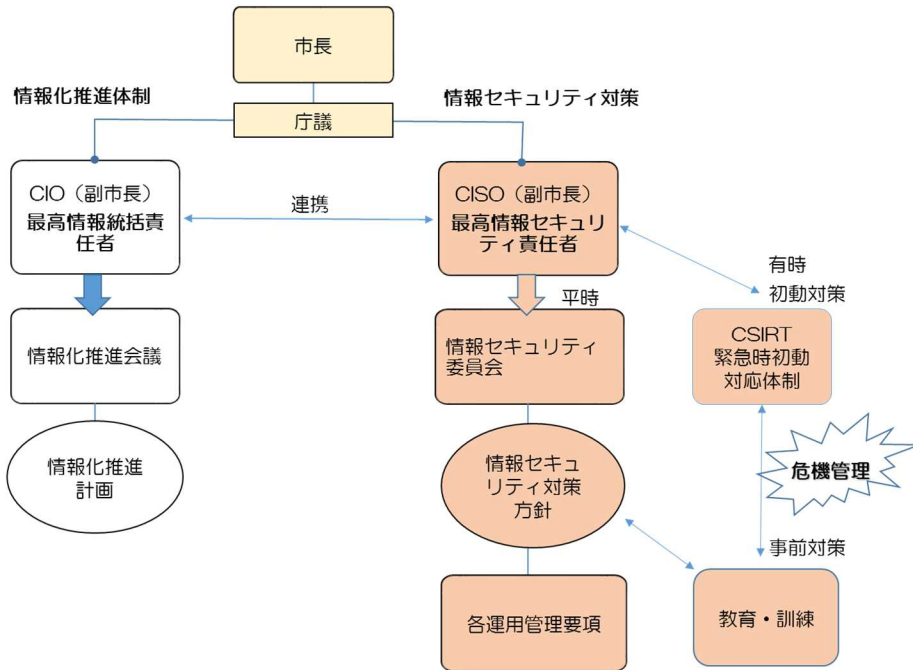 市長
情報化推進体制
情報セキュリティ対策
庁議
CIO（副市長）
最高情報統括責
任者
連携
CISO（副市長）
最高情報セキュリ
ティ責任者
有時
初動対策
平時
情報化推進会議
情報セキュリティ
委員会
CSIRT
緊急時初動
対応体制
情報化推進
計画
情報セキュ
リティ対策
方針
危機管理
事前対策
各運用管理要項
教育・訓練